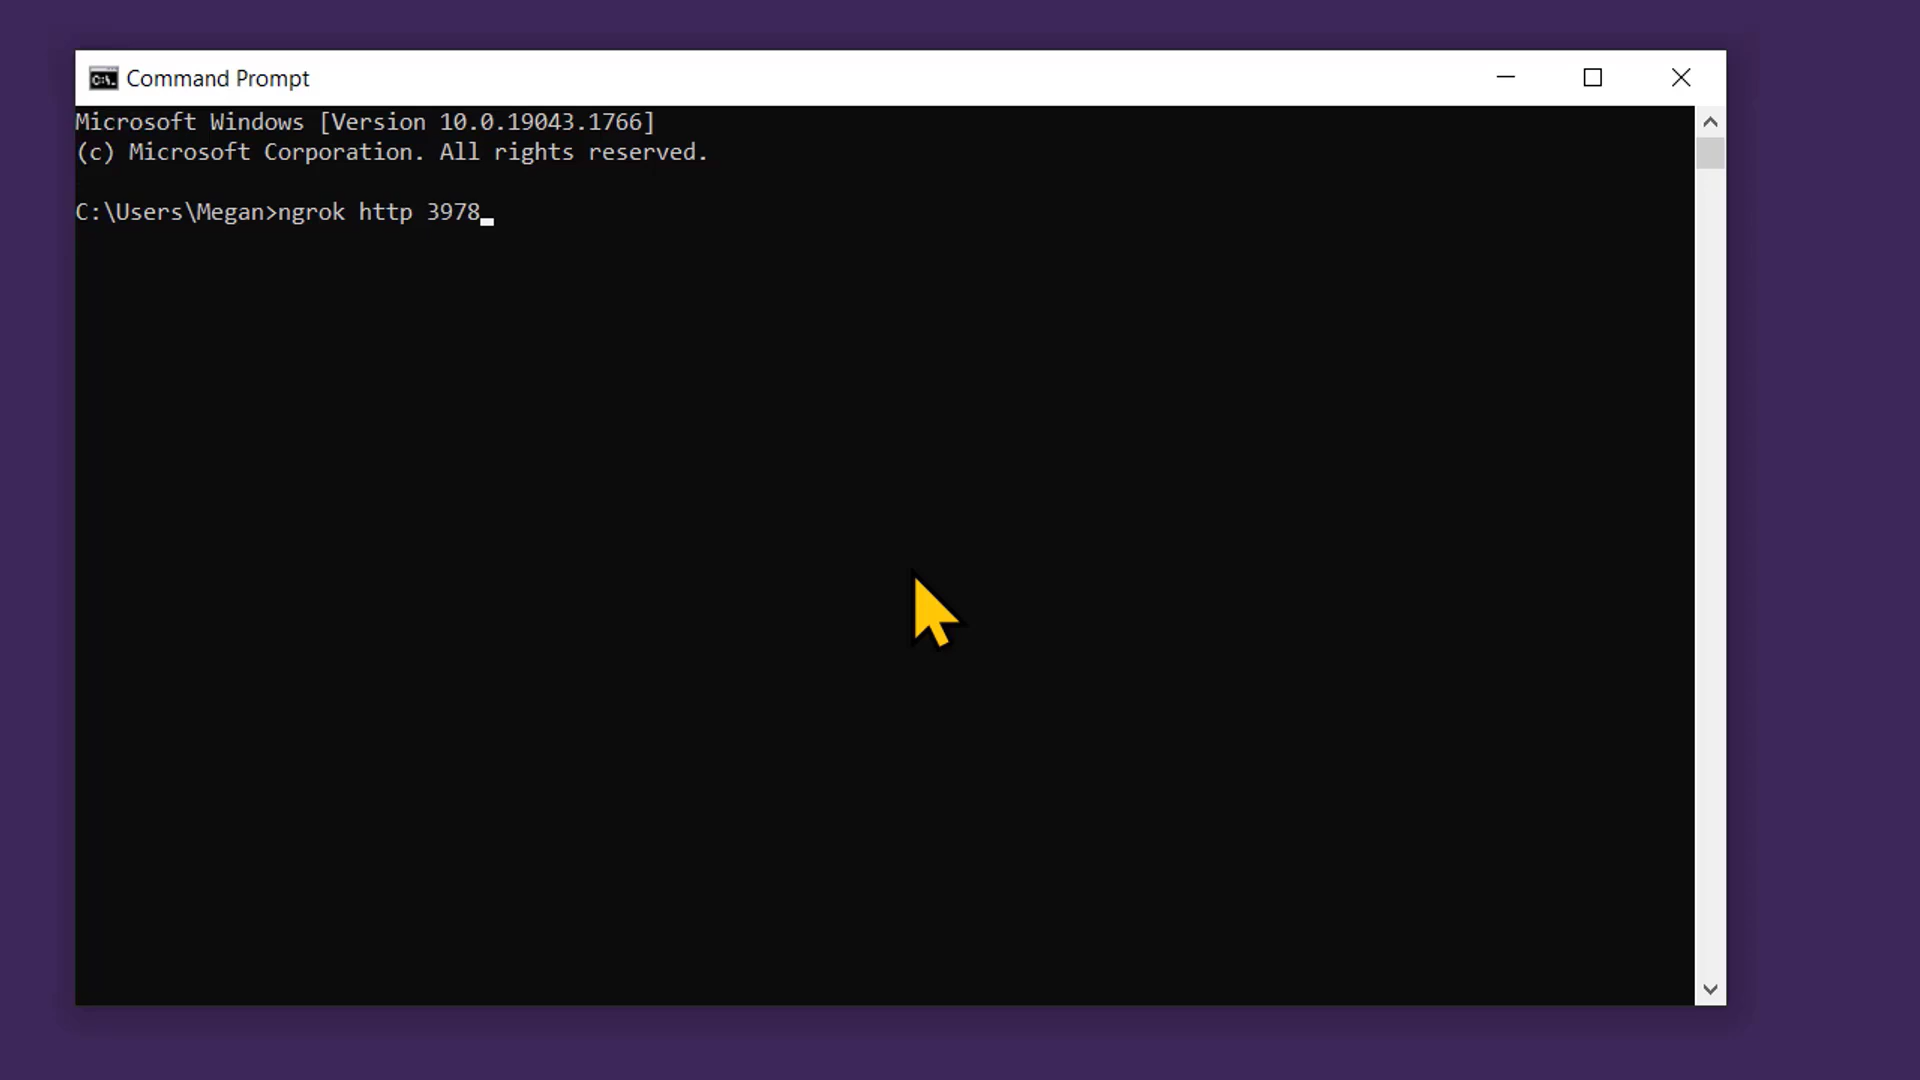 Command Prompt
Microsoft Windows [Version 10.0.19043.1766]
(c) Microsoft Corporation. All rights reserved.
C:\Users\Megan>ngrok http 3978